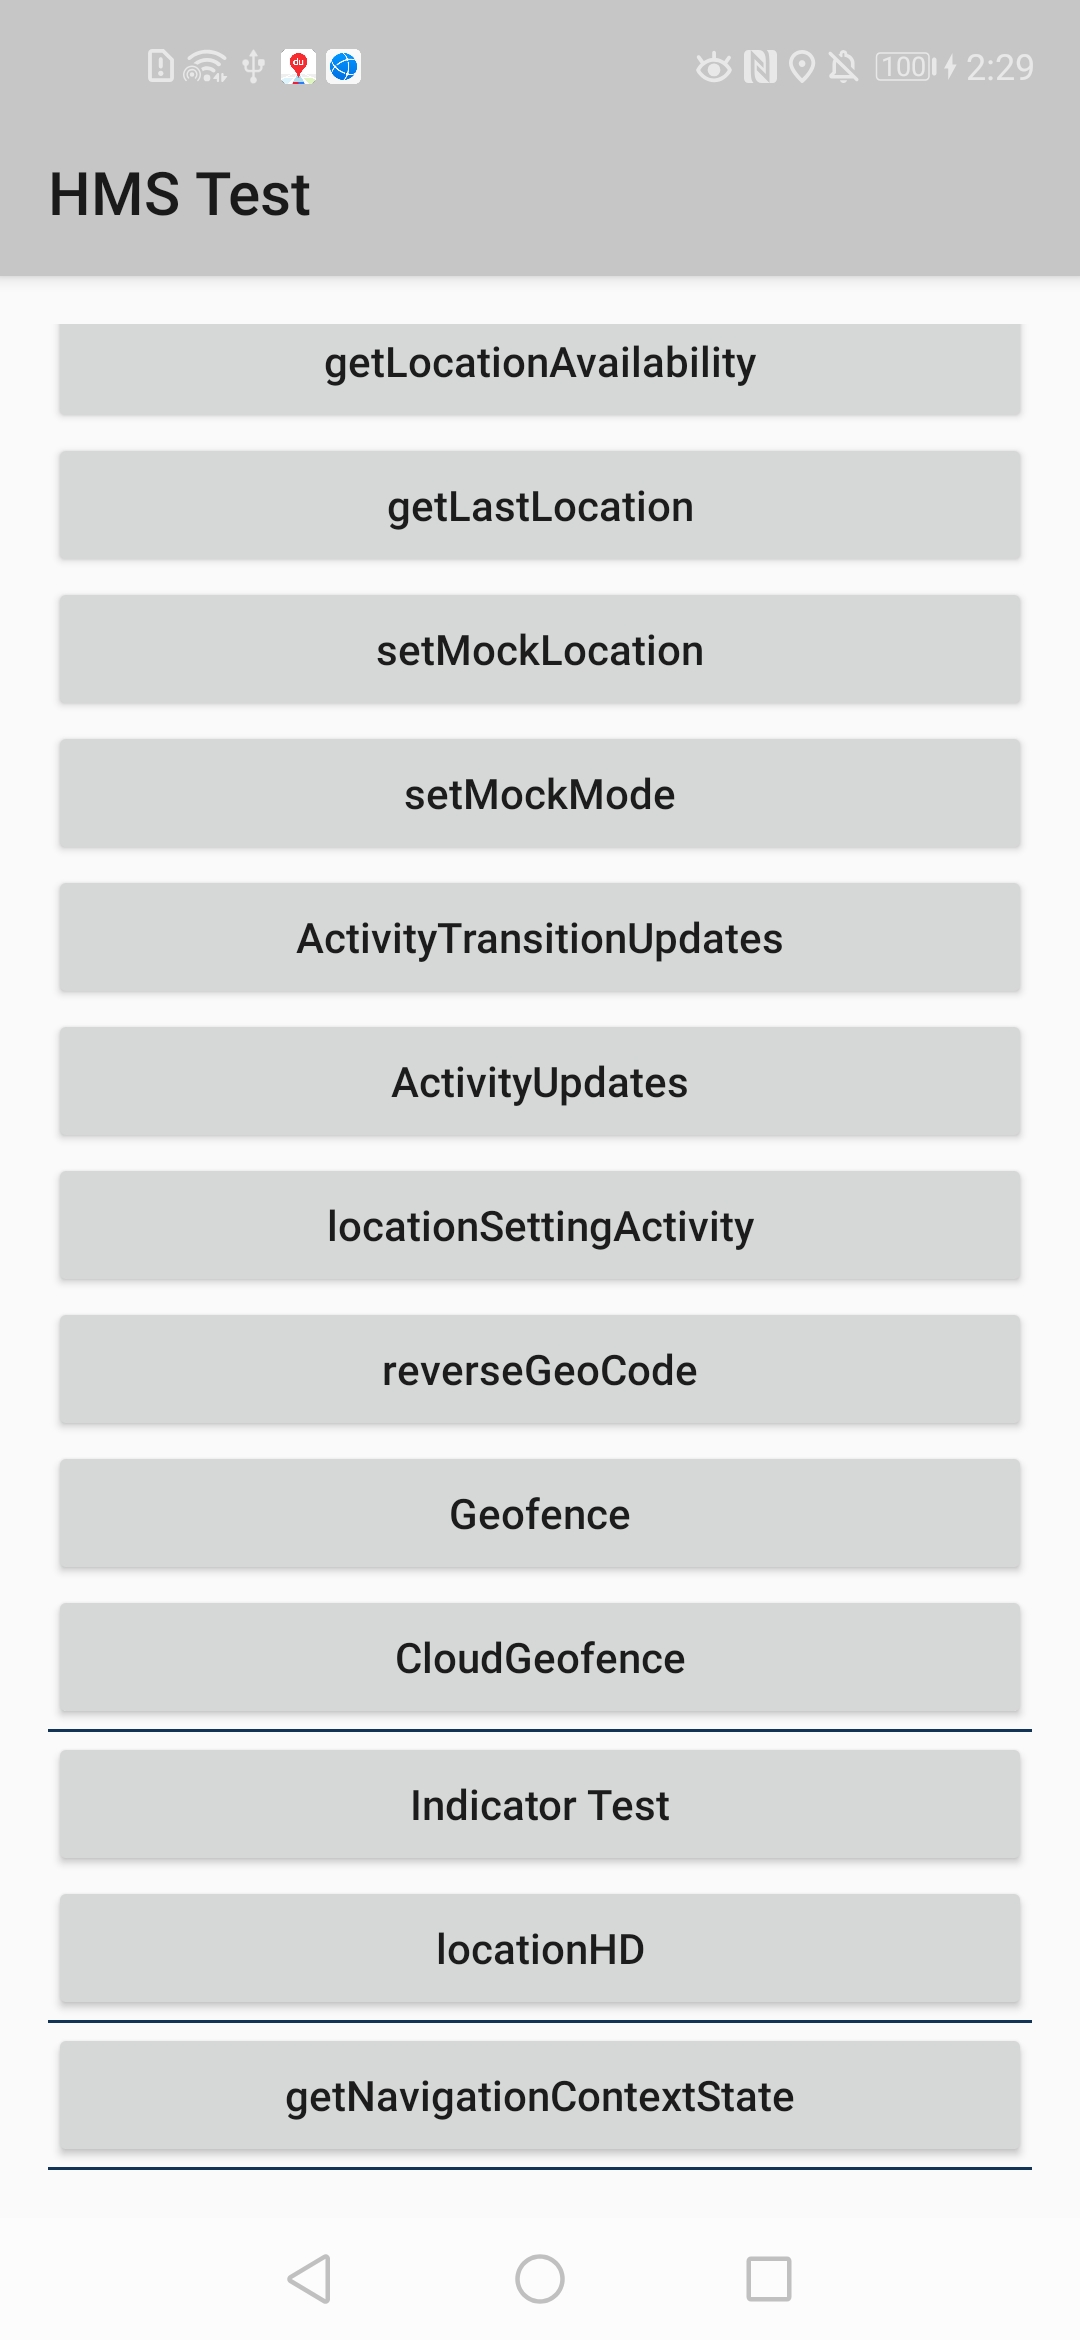 100 2:29
HMS Test
getLocationAvailability
getLastLocation
setMockLocation
setMockMode
ActivityTransitionUpdates
ActivityUpdates
locationSettingActivity
reverseGeoCode
Geofence
CloudGeofence
Indicator Test
locationHD
getNavigationContextState